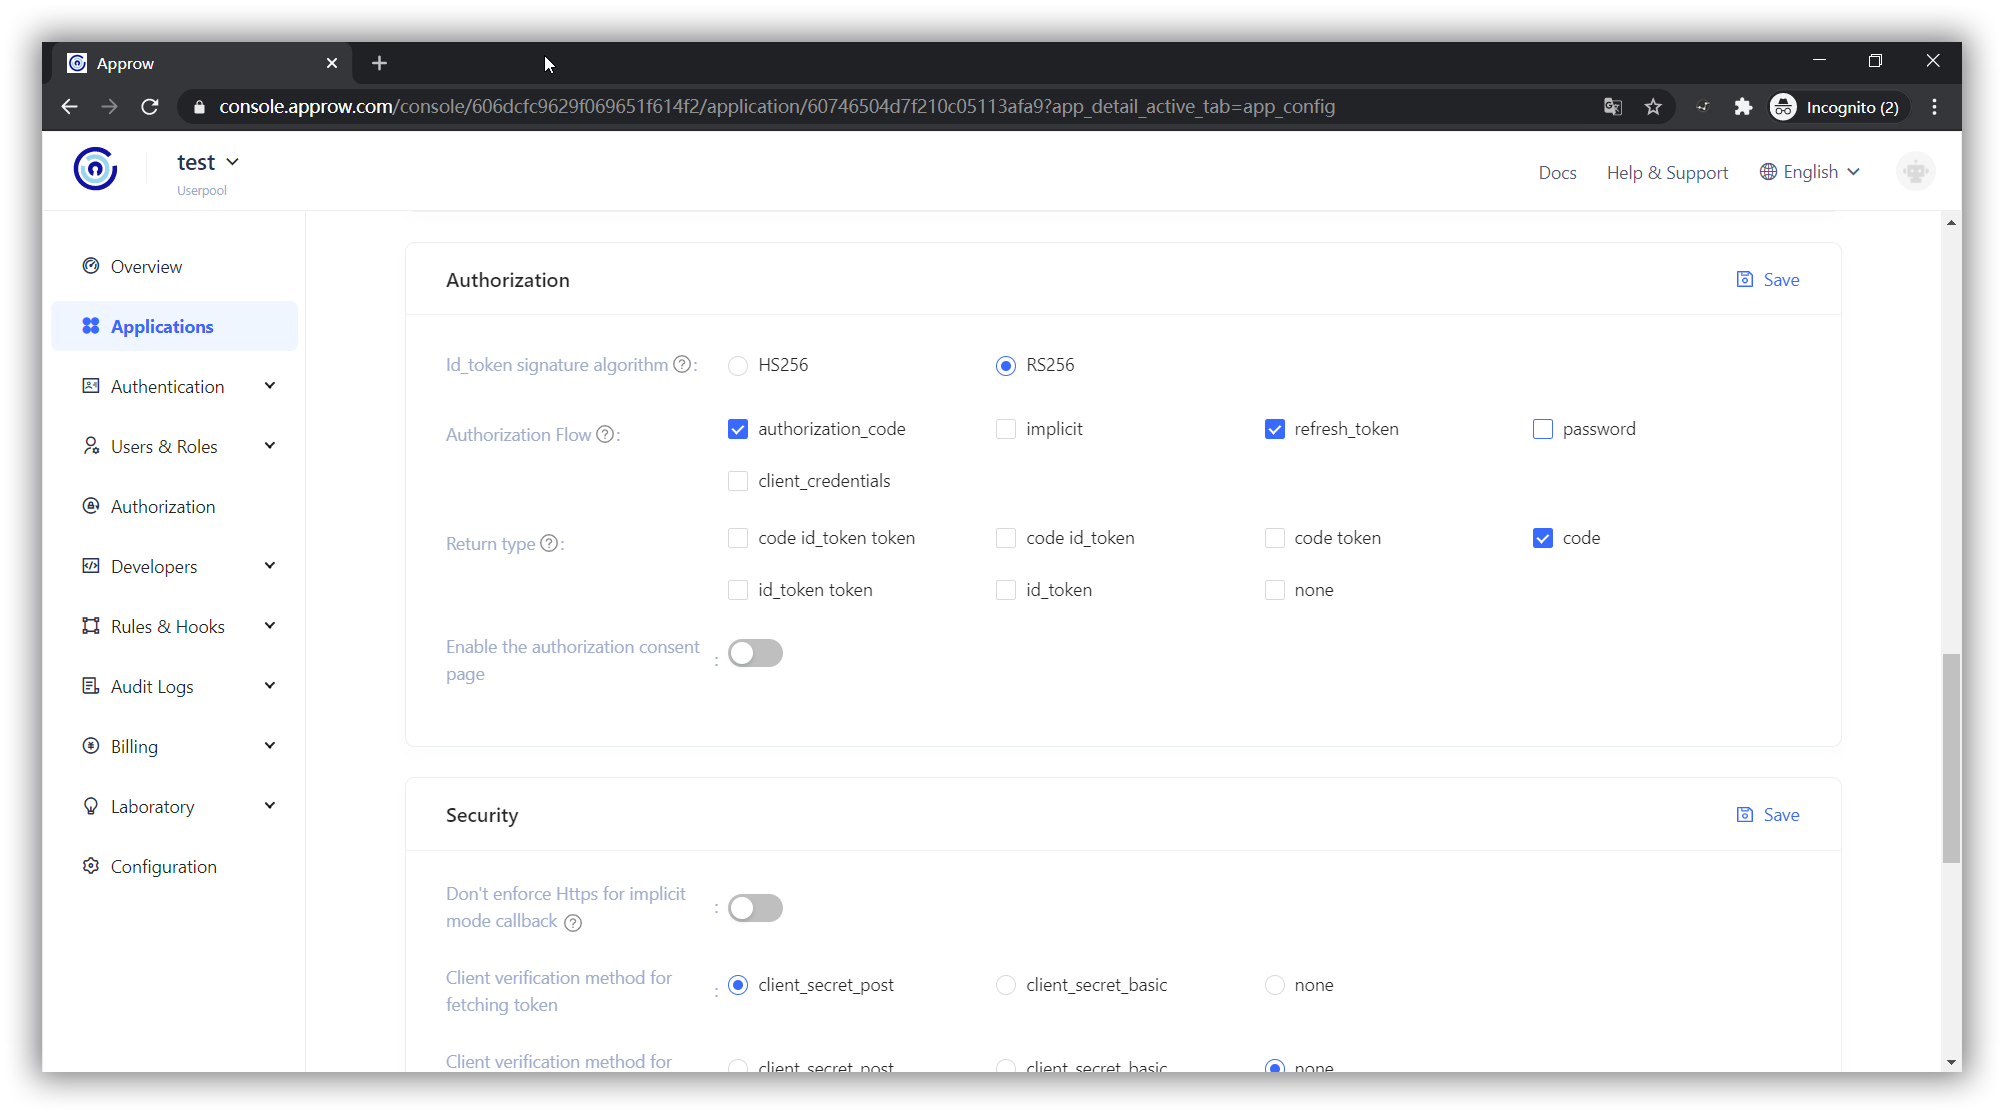 Approw
console.approw.com/console/606dcfc9629f069651f614f2/application/60746504d7f210c05113afa9?app_detail_active_tab=app_config
Incognito (2)
test
Userpool
Docs
Help & Support
English
Overview
Applications
Authentication
Users & Roles
Authorization
Developers
Rules & Hooks
Audit Logs
Billing
Laboratory
Configuration
Authorization
Save
Id_token signature algorithm ? :
HS256
RS256
Authorization Flow ? :
authorization_code
implicit
refresh_token
password
client_credentials
Return type ? :
code id_token token
code id_token
code token
code
id_token token
id_token
none
Enable the authorization consent
page :
Security
Save
Don't enforce Https for implicit
mode callback ? :
Client verification method for
fetching token :
client_secret_post
client_secret_basic
none
Client verification method for
client_secret_post
client_secret_basic
none